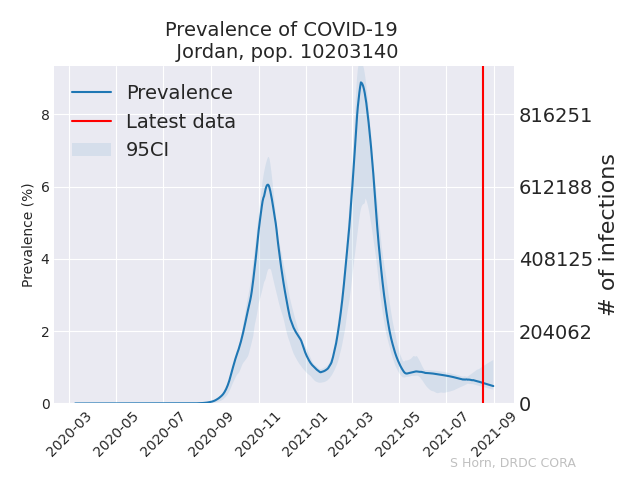 Prevalence of COVID-19
Jordan, pop. 10203140
Prevalence
Latest data
95CI
Prevalence (%)
8
6
4
2
0
816251
612188
408125
204062
0
# of infections
2020-03
2020-05
2020-07
2020-09
2020-11
2021-01
2021-03
2021-05
2021-07
2021-09
S Horn, DRDC CORA